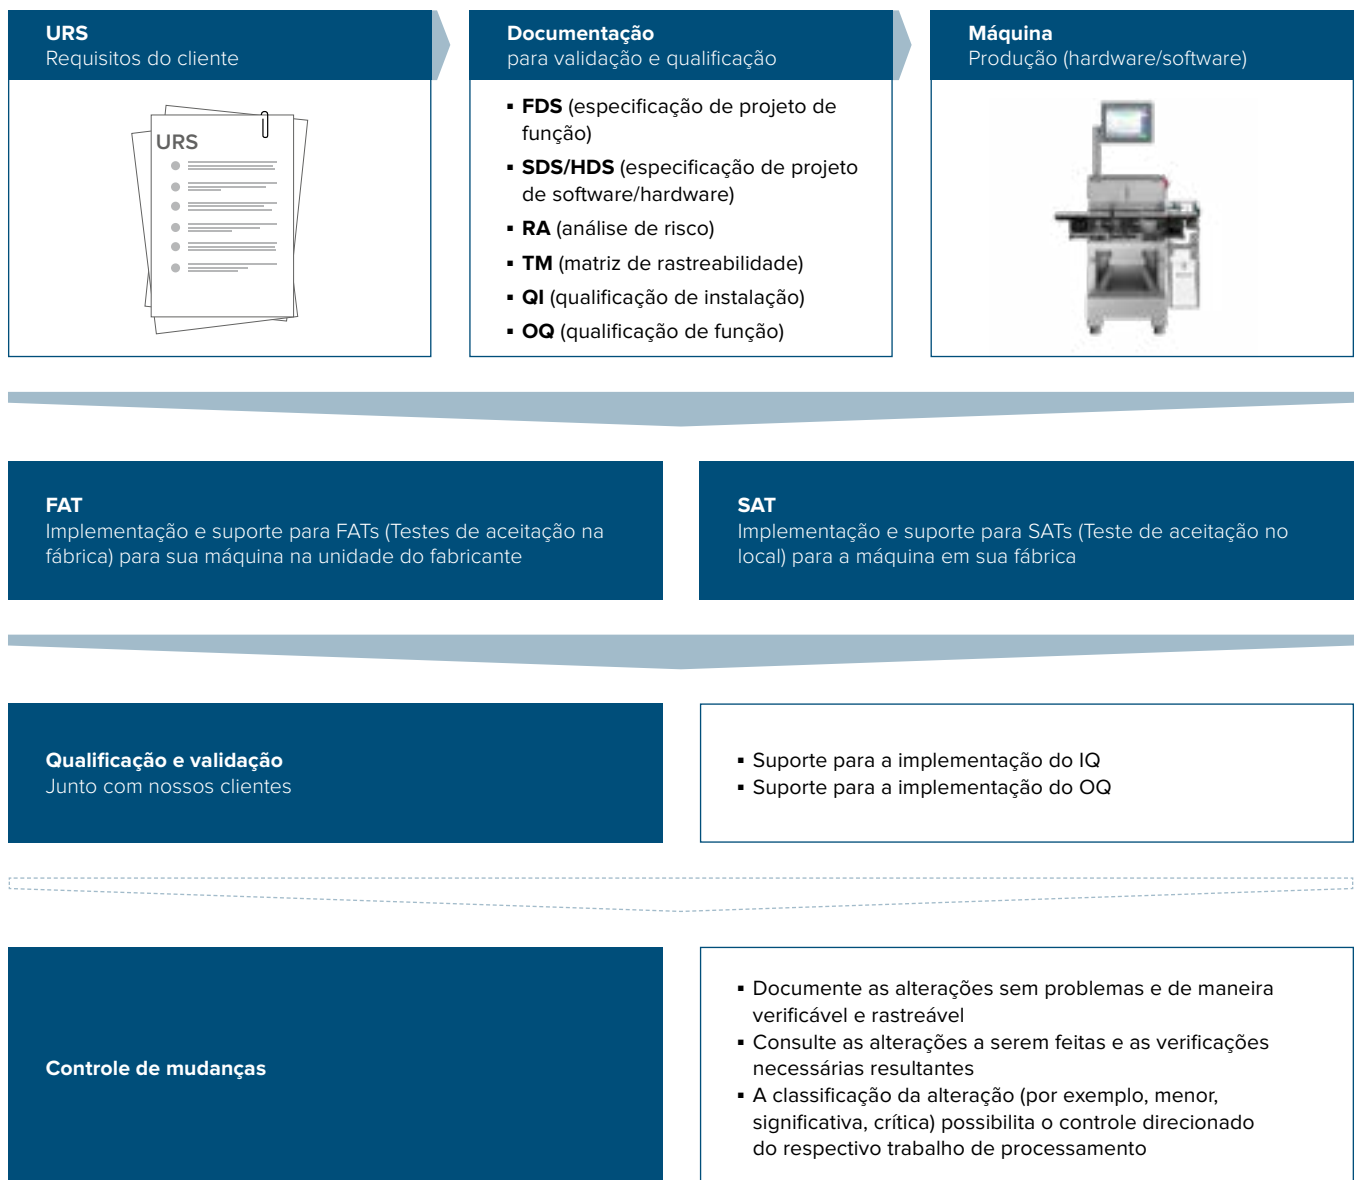 URS
Requisitos do cliente
URS
Documentação
para validação e qualificação
▪ FDS (especificação de projeto de
função)
▪ SDS/HDS (especificação de projeto
de software/hardware)
▪ RA (análise de risco)
▪ TM (matriz de rastreabilidade)
▪ QI (qualificação de instalação)
▪ OQ (qualificação de função)
Máquina
Produção (hardware/software)
FAT
Implementação e suporte para FATs (Testes de aceitação na
fábrica) para sua máquina na unidade do fabricante
SAT
Implementação e suporte para SATs (Teste de aceitação no
local) para a máquina em sua fábrica
Qualificação e validação
Junto com nossos clientes
▪ Suporte para a implementação do IQ
▪ Suporte para a implementação do OQ
Controle de mudanças
▪ Documente as alterações sem problemas e de maneira
verificável e rastreável
▪ Consulte as alterações a serem feitas e as verificações
necessárias resultantes
▪ A classificação da alteração (por exemplo, menor,
significativa, crítica) possibilita o controle direcionado
do respectivo trabalho de processamento